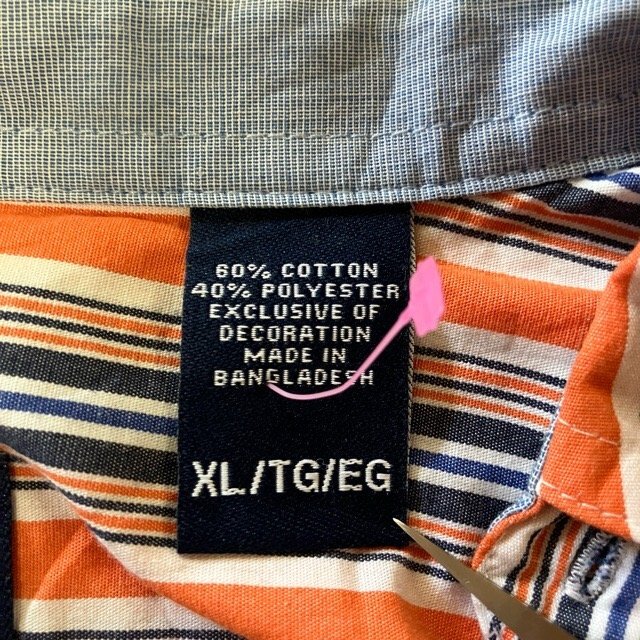 60% COTTON
40% POLYESTER
EXCLUSIVE OF
DECORATION
MADE IN
BANGLADESH
XL/TG/EG